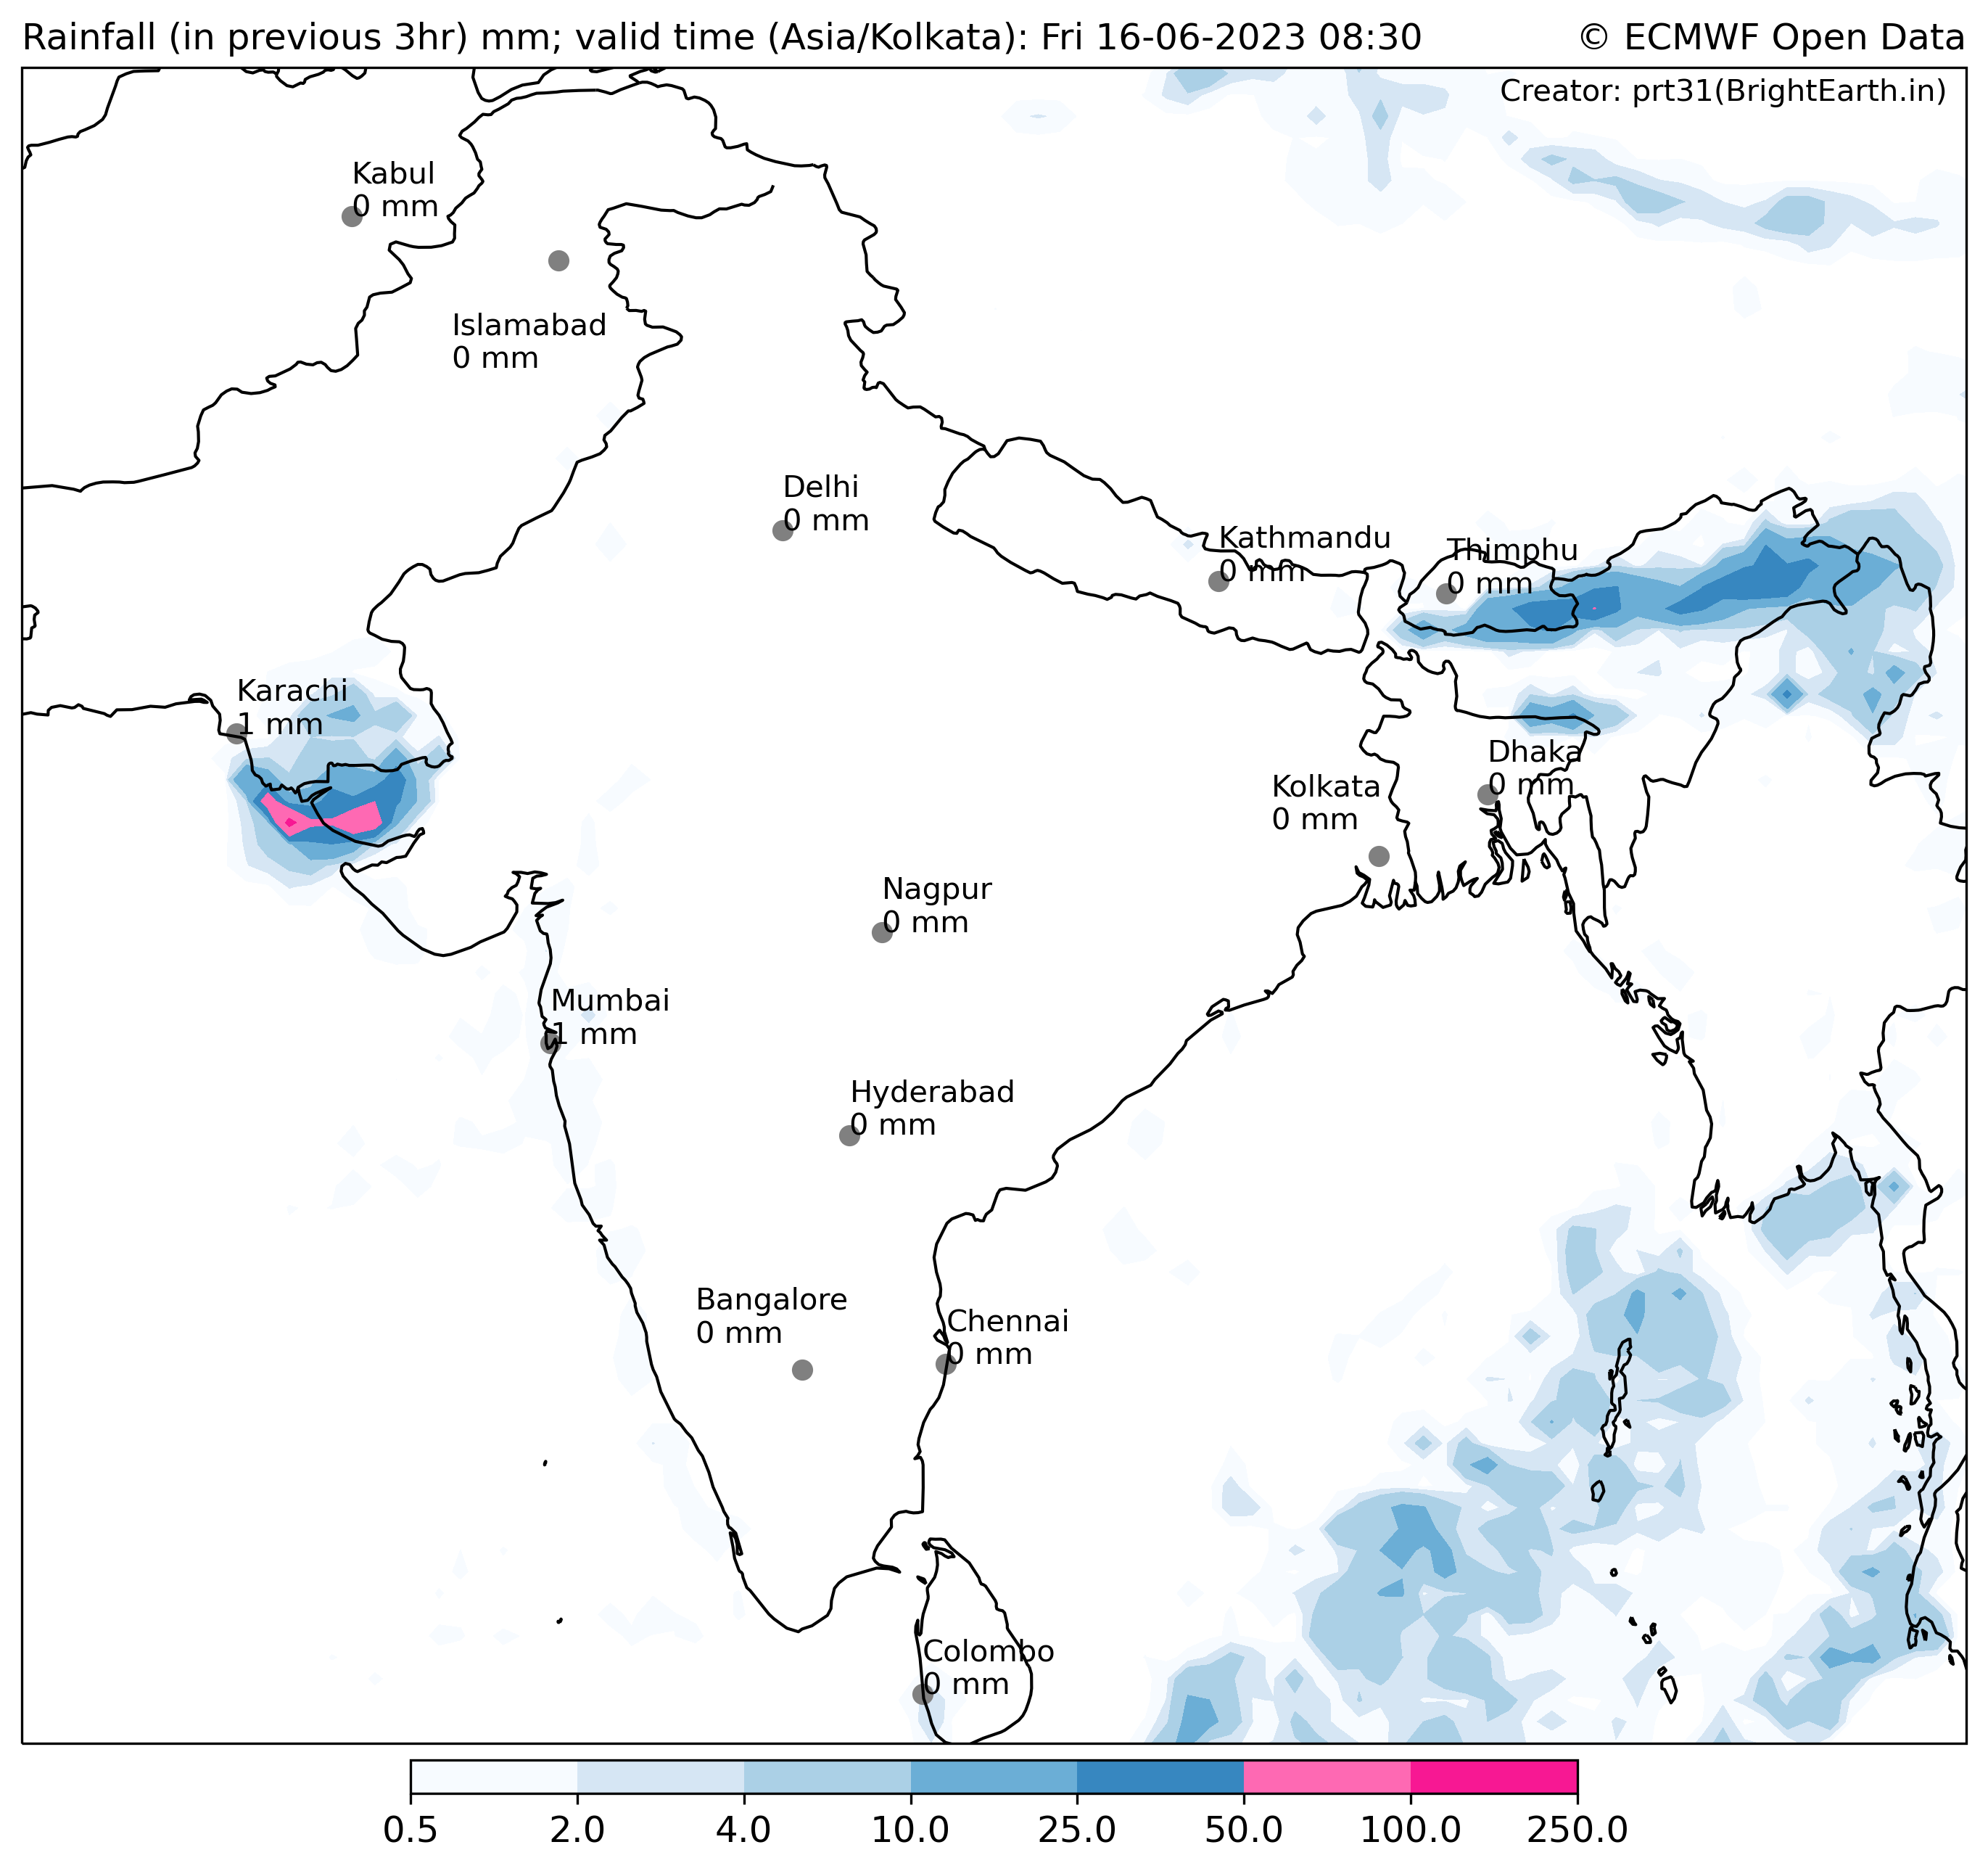 Rainfall (in previous 3hr) mm; valid time (Asia/Kolkata): Fri 16-06-2023 08:30
© ECMWF Open Data
Creator: prt31(BrightEarth.in)
Kabul
0 mm
Islamabad
0 mm
Delhi
0 mm
Kathmandu
0 mm
Thimphu
0 mm
Karachi
1 mm
Dhaka
0 mm
Kolkata
0 mm
Nagpur
0 mm
Mumbai
1 mm
Hyderabad
0 mm
Bangalore
0 mm
Chennai
0 mm
Colombo
0 mm
0.5 2.0 4.0 10.0 25.0 50.0 100.0 250.0